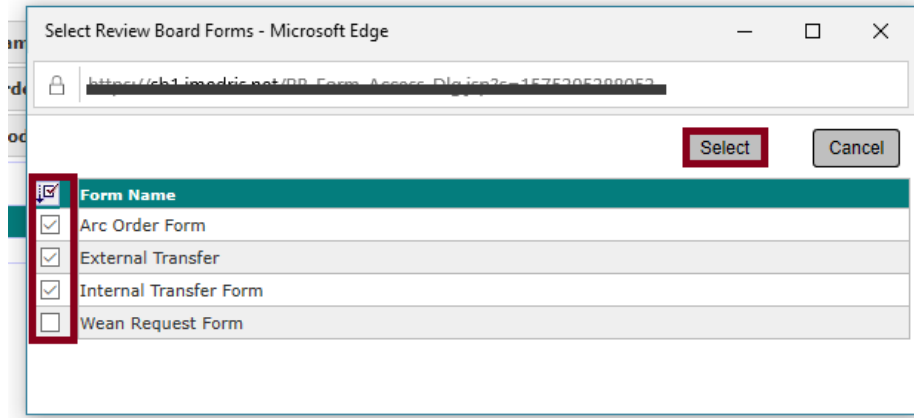 Select Review Board Forms - Microsoft Edge
Select
Cancel
Form Name
Arc Order Form
External Transfer
Internal Transfer Form
Wean Request Form